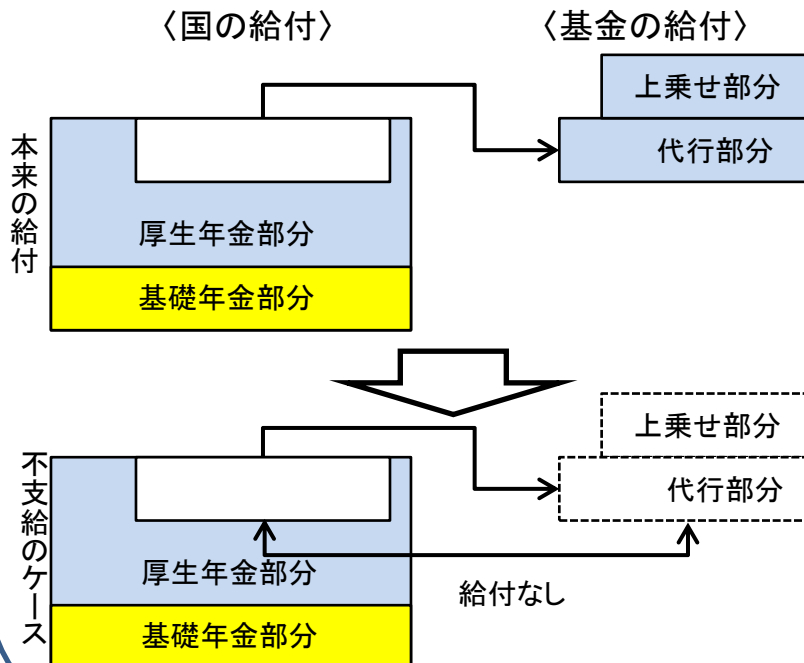 〈国の給付〉
〈基金の給付〉
本来の給付
上乗せ部分
代行部分
厚生年金部分
基礎年金部分
不支給のケース
上乗せ部分
代行部分
厚生年金部分
給付なし
基礎年金部分